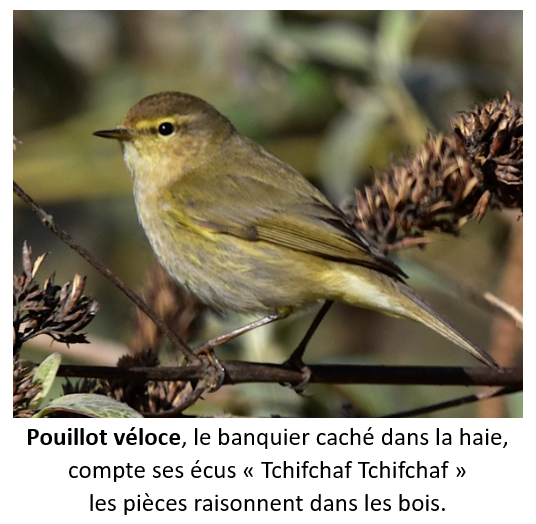 Pouillot véloce, le banquier caché dans la haie,
compte ses écus « Tchifchaf Tchifchaf »
les pièces raisonnent dans les bois.